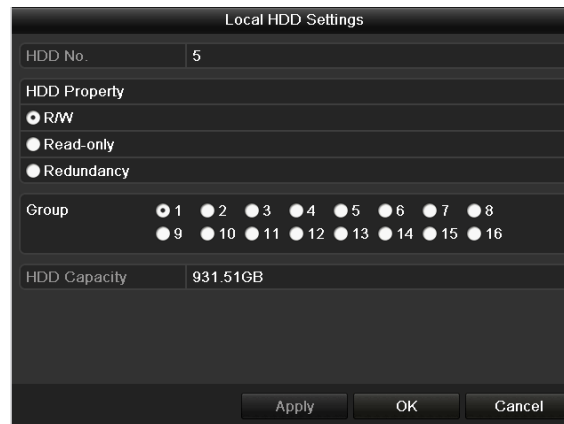 Local HDD Settings
HDD No. 5
HDD Property
R/W
Read-only
Redundancy
Group 1 2 3 4 5 6 7 8
9 10 11 12 13 14 15 16
HDD Capacity 931.51GB
Apply OK Cancel